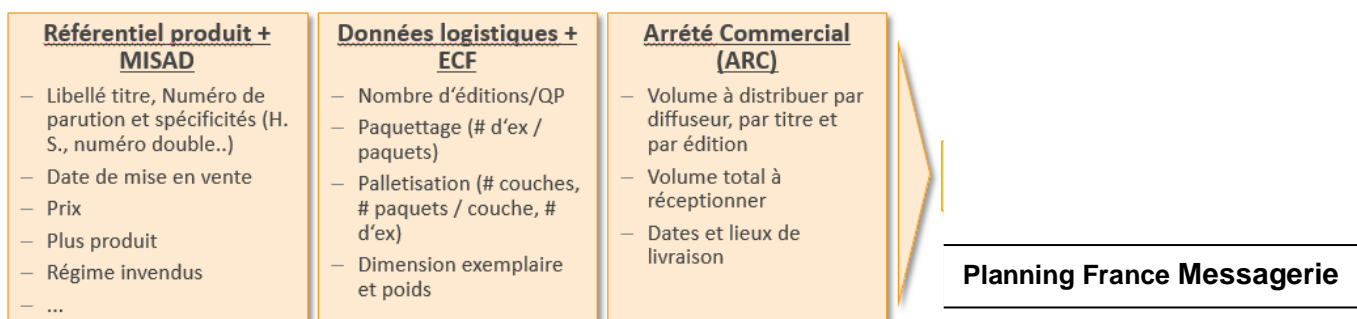 Référentiel produit +
MISAD
– Libellé titre, Numéro de
parution et spécificités (H.
S., numéro double..)
– Date de mise en vente
– Prix
– Plus produit
– Régime invendus
– ...
Données logistiques +
ECF
– Nombre d‘éditions/QP
– Paquettage (# d‘ex /
paquets)
– Palletisation (# couches,
# paquets / couche, #
d‘ex)
– Dimension exemplaire
et poids
Arrété Commercial
(ARC)
– Volume à distribuer par
diffuseur, par titre et
par édition
– Volume total à
réceptionner
– Dates et lieux de
livraison
Planning France Messagerie